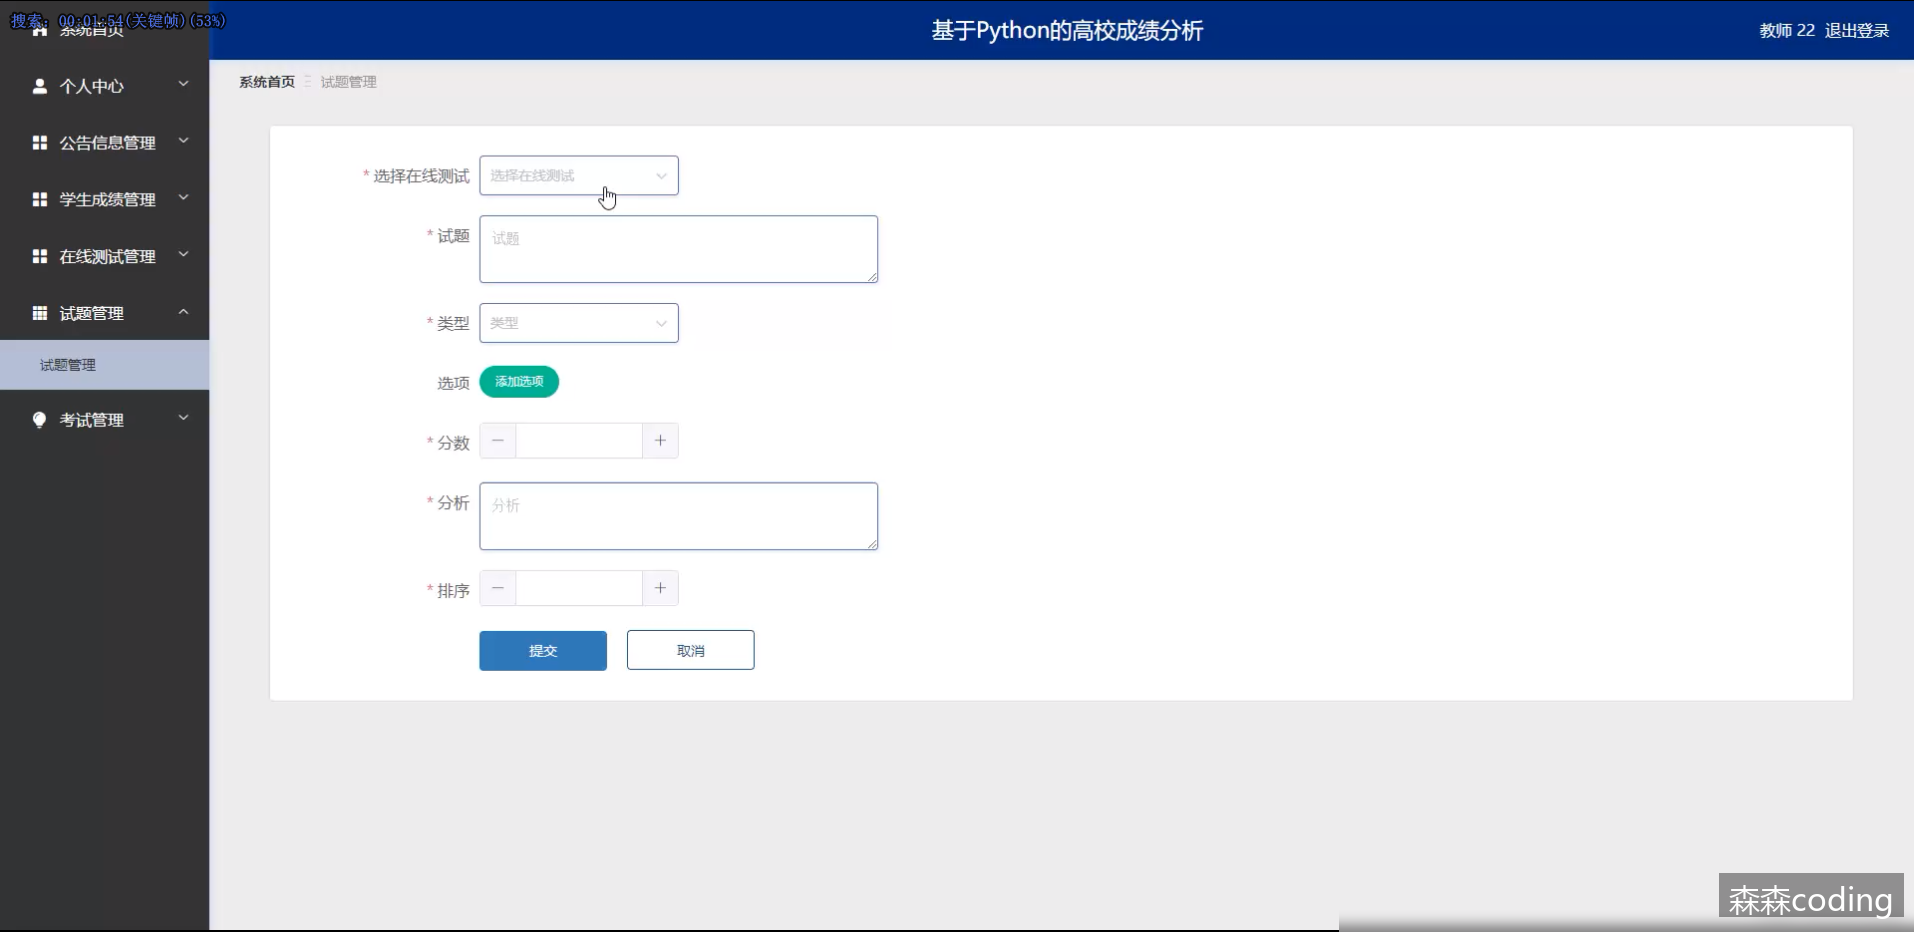 搜索: 00:01:54(关键帧)(53%)
系统首页
基于Python的高校成绩分析
教师 22 退出登录
个人中心
公告信息管理
学生成绩管理
在线测试管理
试题管理
试题管理
考试管理
系统首页 试题管理
* 选择在线测试 选择在线测试
* 试题 试题
* 类型 类型
选项 添加选项
* 分数 − +
* 分析 分析
* 排序 − +
提交 取消
森森coding